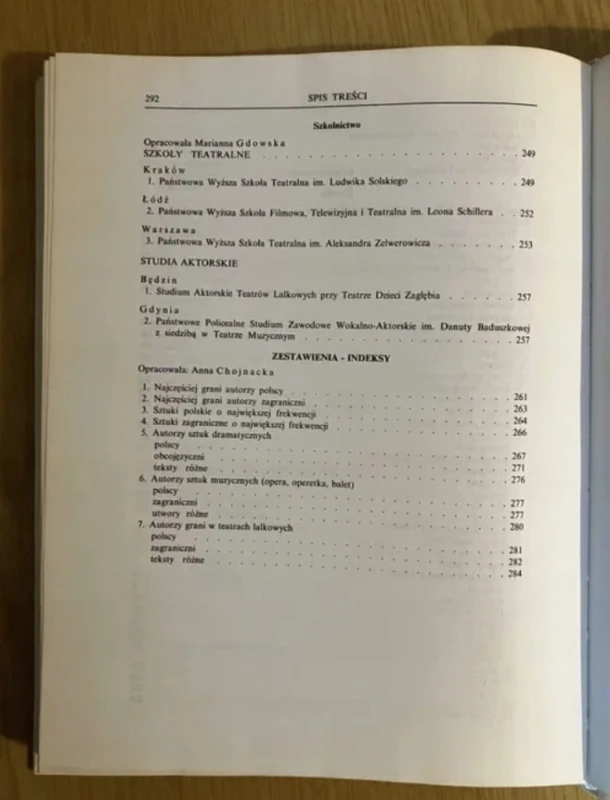 292 SPIS TREŚCI
Szkolnictwo
Opracowała Marianna Gdowska
SZKOŁY TEATRALNE . . . . . . . . . . . . . . . . . . 249
Kraków
1. Państwowa Wyższa Szkoła Teatralna im. Ludwika Solskiego . . . . . . . . . 249
Łódź
2. Państwowa Wyższa Szkoła Filmowa, Telewizyjna i Teatralna im. Leona Schillera . . 252
Warszawa
3. Państwowa Wyższa Szkoła Teatralna im. Aleksandra Zelwerowicza . . . . . . . 253
STUDIA AKTORSKIE
Będzin
1. Studium Aktorskie Teatrów Lalkowych przy Teatrze Dzieci Zagłębia . . . . . . 257
Gdynia
2. Państwowe Policealne Studium Zawodowe Wokalno-Aktorskie im. Danuty Baduszkowej
z siedzibą w Teatrze Muzycznym . . . . . . . . . . . . . . . 257
ZESTAWIENIA - INDEKSY
Opracowała: Anna Chojnacka
1. Najczęściej grani autorzy polscy . . . . . . . . . . . . . . . 261
2. Najczęściej grani autorzy zagraniczni . . . . . . . . . . . . . 263
3. Sztuki polskie o największej frekwencji . . . . . . . . . . . . 264
4. Sztuki zagraniczne o największej frekwencji . . . . . . . . . . . 266
5. Autorzy sztuk dramatycznych
polscy . . . . . . . . . . . . . . . . . . . . . 267
obcojęzyczni . . . . . . . . . . . . . . . . . . . 271
teksty różne . . . . . . . . . . . . . . . . . . . 276
6. Autorzy sztuk muzycznych (opera, operetka, balet)
polscy . . . . . . . . . . . . . . . . . . . . . 277
zagraniczni . . . . . . . . . . . . . . . . . . . . 277
utwory różne . . . . . . . . . . . . . . . . . . . 280
7. Autorzy grani w teatrach lalkowych
polscy . . . . . . . . . . . . . . . . . . . . . 281
zagraniczni . . . . . . . . . . . . . . . . . . . . 282
teksty różne . . . . . . . . . . . . . . . . . . . 284